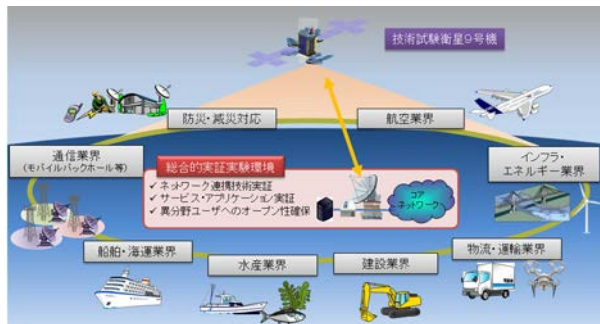 技術試験衛星9号機
防災・減災対応
航空業界
通信業界
(モバイルバックホール等)
総合的実証実験環境
✓ ネットワーク連携技術実証
✓ サービス・アプリケーション実証
✓ 異分野ユーザへのオープン性確保
コア
ネットワーク
インフラ・
エネルギー業界
船舶・海運業界
水産業界
建設業界
物流・運輸業界